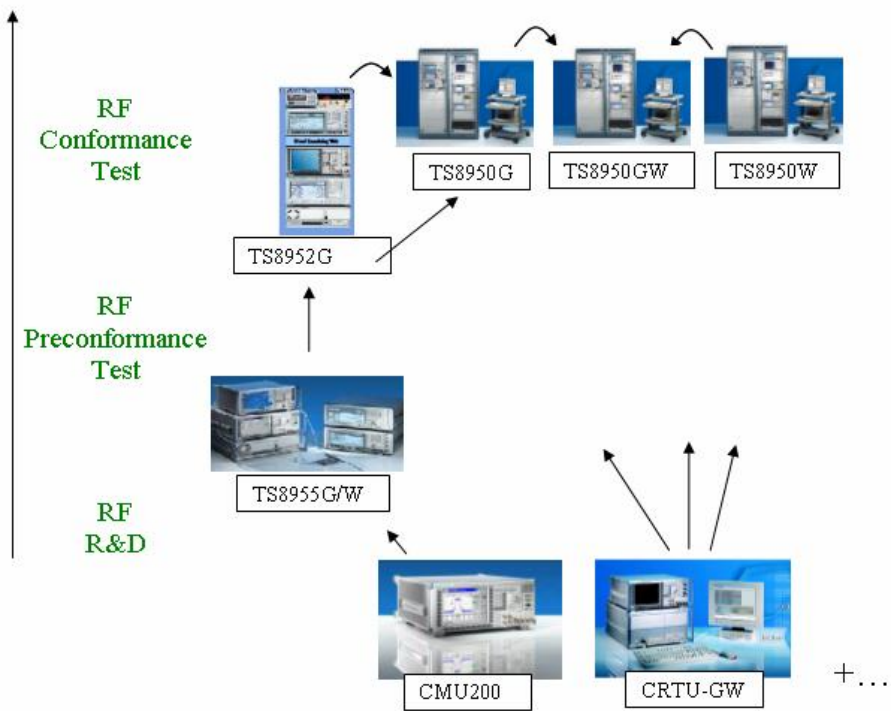 RF
Conformance
Test
TS8950G
TS8950GW
TS8950W
TS8952G
RF
Preconformance
Test
TS8955G/W
RF
R&D
CMU200
CRTU-GW
+...